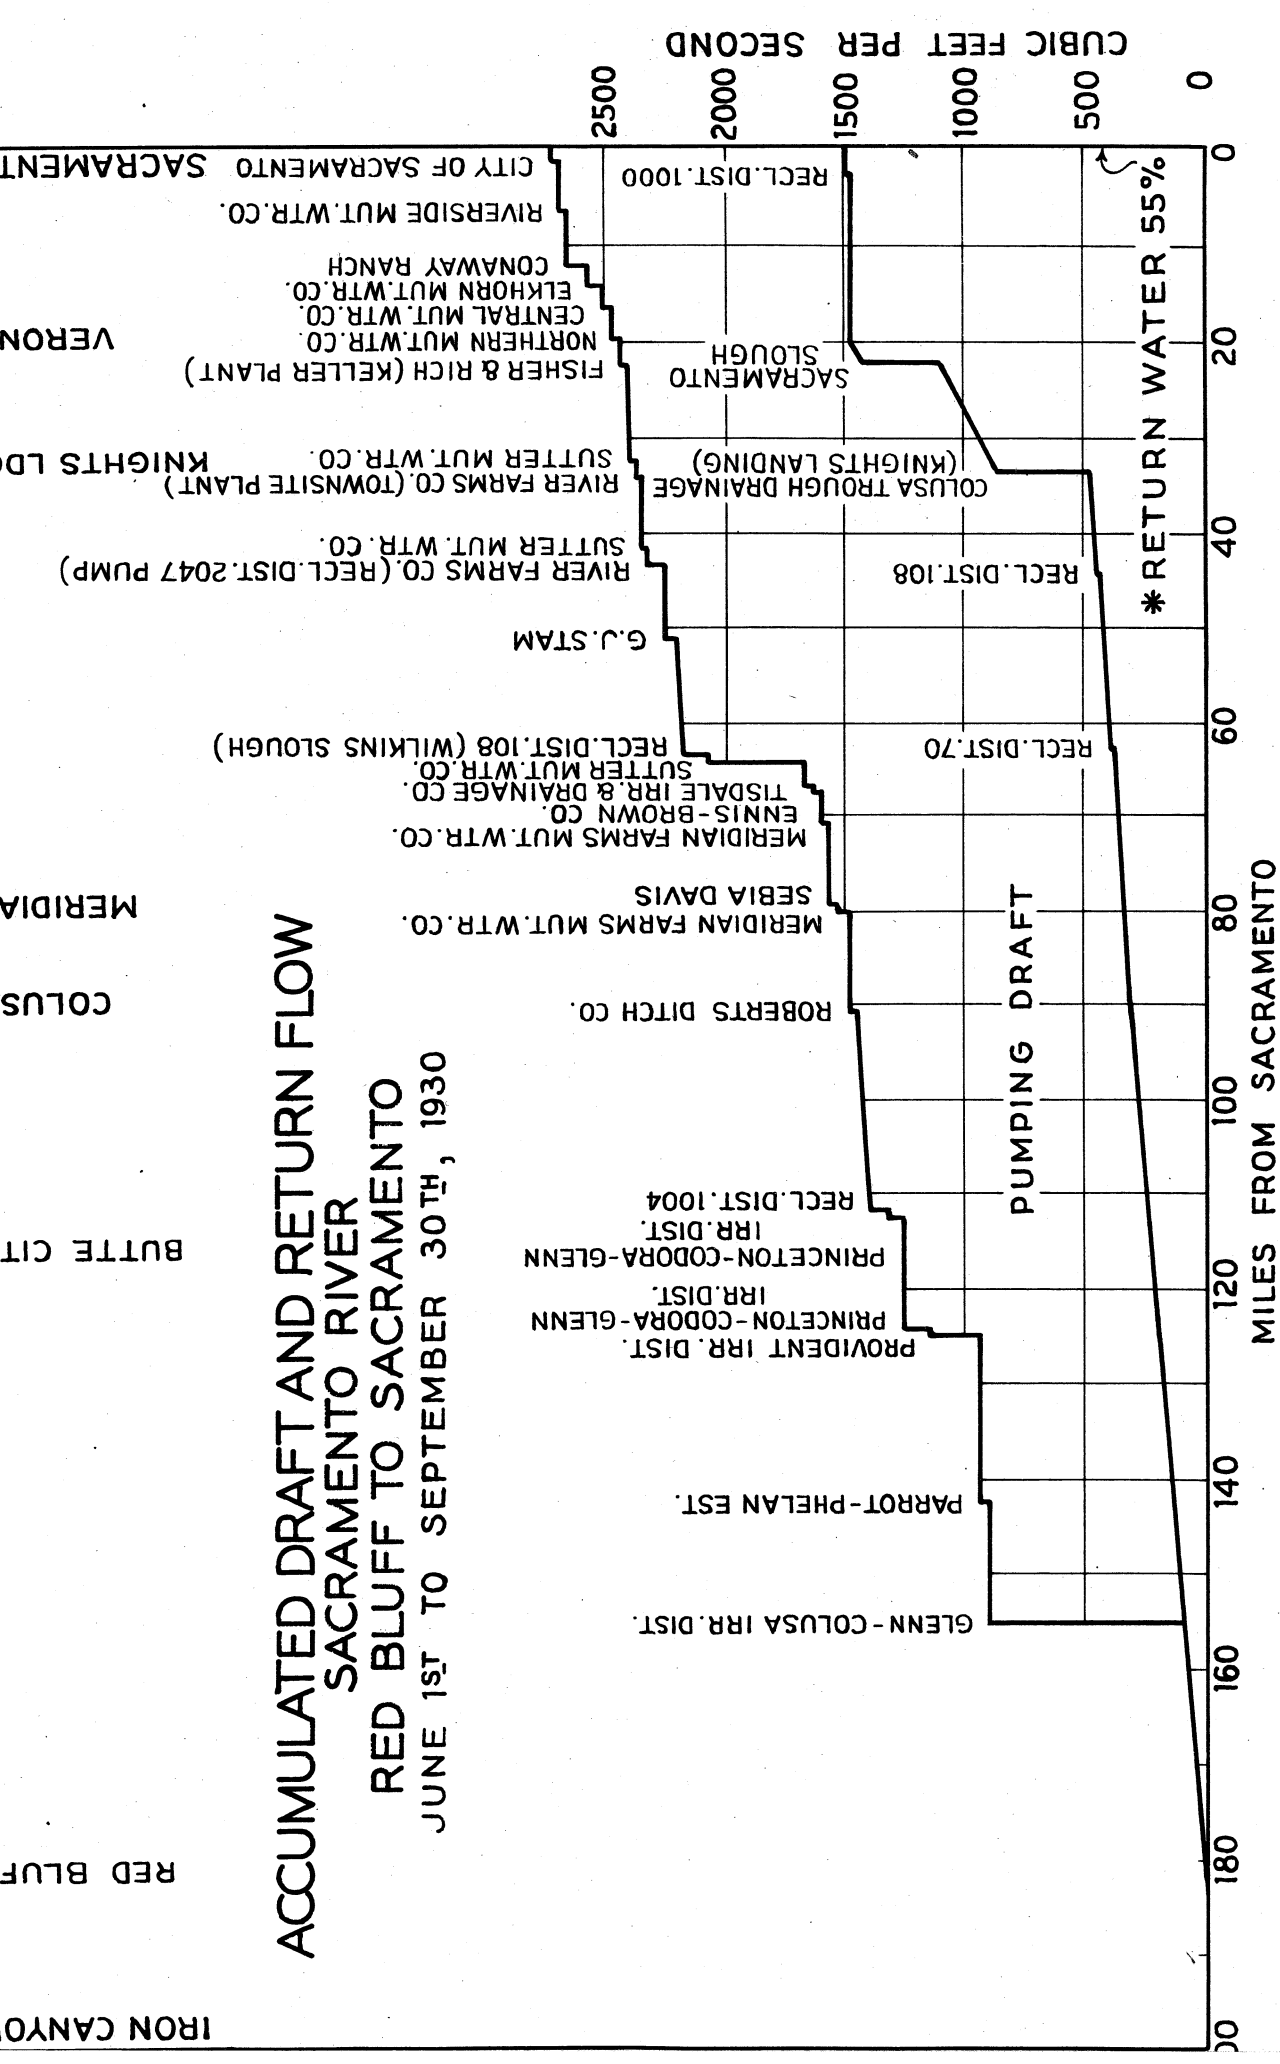 ACCUMULATED DRAFT AND RETURN FLOW
SACRAMENTO RIVER
RED BLUFF TO SACRAMENTO
JUNE 1ST TO SEPTEMBER 30TH, 1930
IRON CANYO
RED BLUF
BUTTE CIT
COLUS
MERIDIA
KNIGHTS LD
VERON
SACRAMENT
GLENN-COLUSA IRR. DIST.
PARROT-PHELAN EST.
PROVIDENT IRR. DIST.
PRINCETON-CODORA-GLENN
IRR. DIST.
PRINCETON-CODORA-GLENN
IRR. DIST.
RECL. DIST. 1004
ROBERTS DITCH CO.
MERIDIAN FARMS MUT. WTR. CO.
SEBIA DAVIS
MERIDIAN FARMS MUT. WTR. CO.
ENNIS-BROWN CO.
TISDALE IRR. & DRAINAGE CO.
SUTTER MUT. WTR. CO.
RECL. DIST. 108 (WILKINS SLOUGH)
G.J. STAM
RIVER FARMS CO. (RECL. DIST. 2047 PUMP)
SUTTER MUT. WTR. CO.
RIVER FARMS CO. (TOWNSITE PLANT)
SUTTER MUT. WTR. CO.
FISHER & RICH (KELLER PLANT)
NORTHERN MUT. WTR. CO.
CENTRAL MUT. WTR. CO.
ELKHORN MUT. WTR. CO.
CONAWAY RANCH
RIVERSIDE MUT. WTR. CO.
CITY OF SACRAMENTO
PUMPING DRAFT
RECL. DIST. 70
RECL. DIST. 108
COLUSA TROUGH DRAINAGE
(KNIGHTS LANDING)
SACRAMENTO
SLOUGH
RECL. DIST. 1000
*RETURN WATER 55%
2500
2000
1500
1000
500
0
CUBIC FEET PER SECOND
00
180
160
140
120
100
80
60
40
20
0
MILES FROM SACRAMENTO